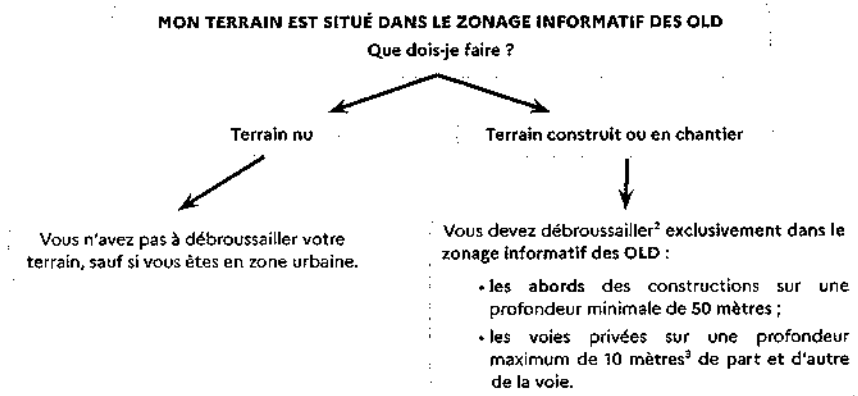 MON TERRAIN EST SITUÉ DANS LE ZONAGE INFORMATIF DES OLD
Que dois-je faire ?
Terrain nu
Terrain construit ou en chantier
Vous n'avez pas à débroussailler votre
terrain, sauf si vous êtes en zone urbaine.
Vous devez débroussailler² exclusivement dans le
zonage informatif des OLD :
• les abords des constructions sur une
profondeur minimale de 50 mètres ;
• les voies privées sur une profondeur
maximum de 10 mètres³ de part et d'autre
de la voie.